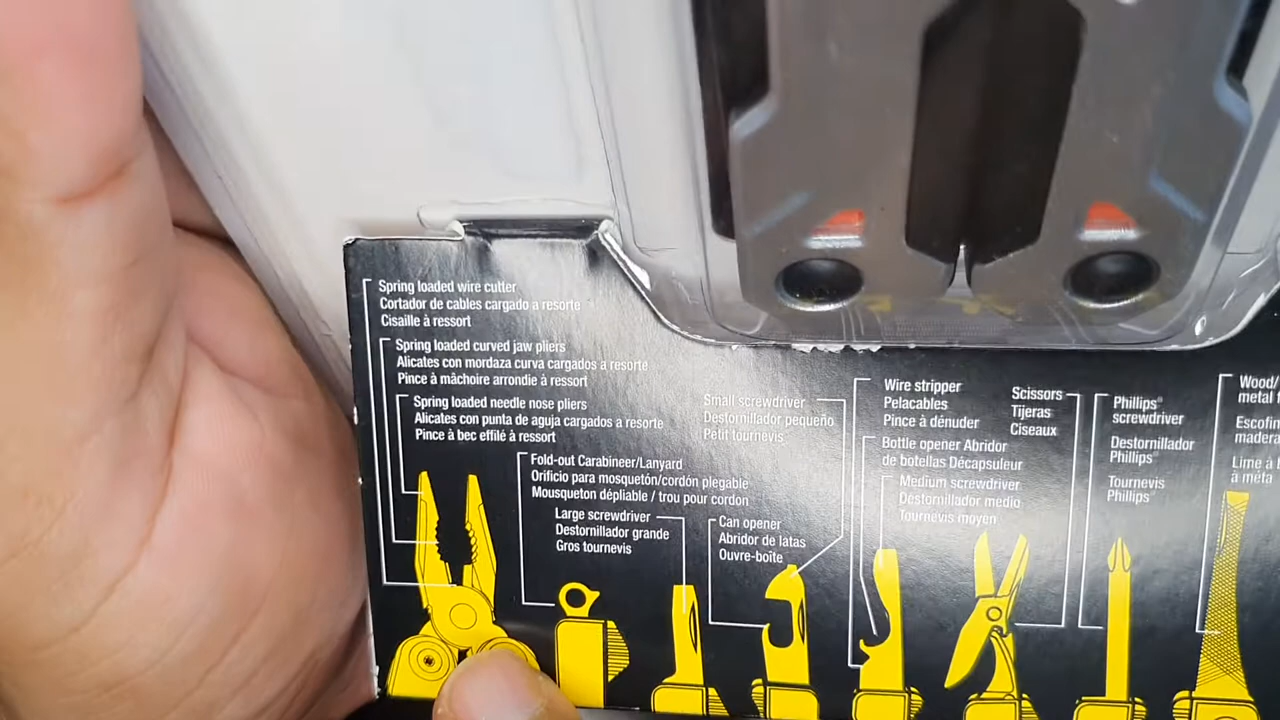 Spring loaded wire cutter
Cortador de cables cargado a resorte
Cisaille à ressort
Spring loaded curved jaw pliers
Alicates con mordaza curva cargados a resorte
Pince à mâchoire arrondie à ressort
Spring loaded needle nose pliers
Alicates con punta de aguja cargados a resorte
Pince à bec effilé à ressort
Fold-out Carabineer/Lanyard
Orificio para mosquetón/cordón plegable
Mousqueton dépliable / trou pour cordon
Large screwdriver
Destornillador grande
Gros tournevis
Small screwdriver
Destornillador pequeño
Petit tournevis
Can opener
Abridor de latas
Ouvre-boîte
Wire stripper
Pelacables
Pince à dénuder
Bottle opener Abridor
de botellas Décapsuleur
Medium screwdriver
Destornillador medio
Tournevis moyen
Scissors
Tijeras
Ciseaux
Phillips®
screwdriver
Destornillador
Phillips®
Tournevis
Phillips®
Wood/
metal
Lime à